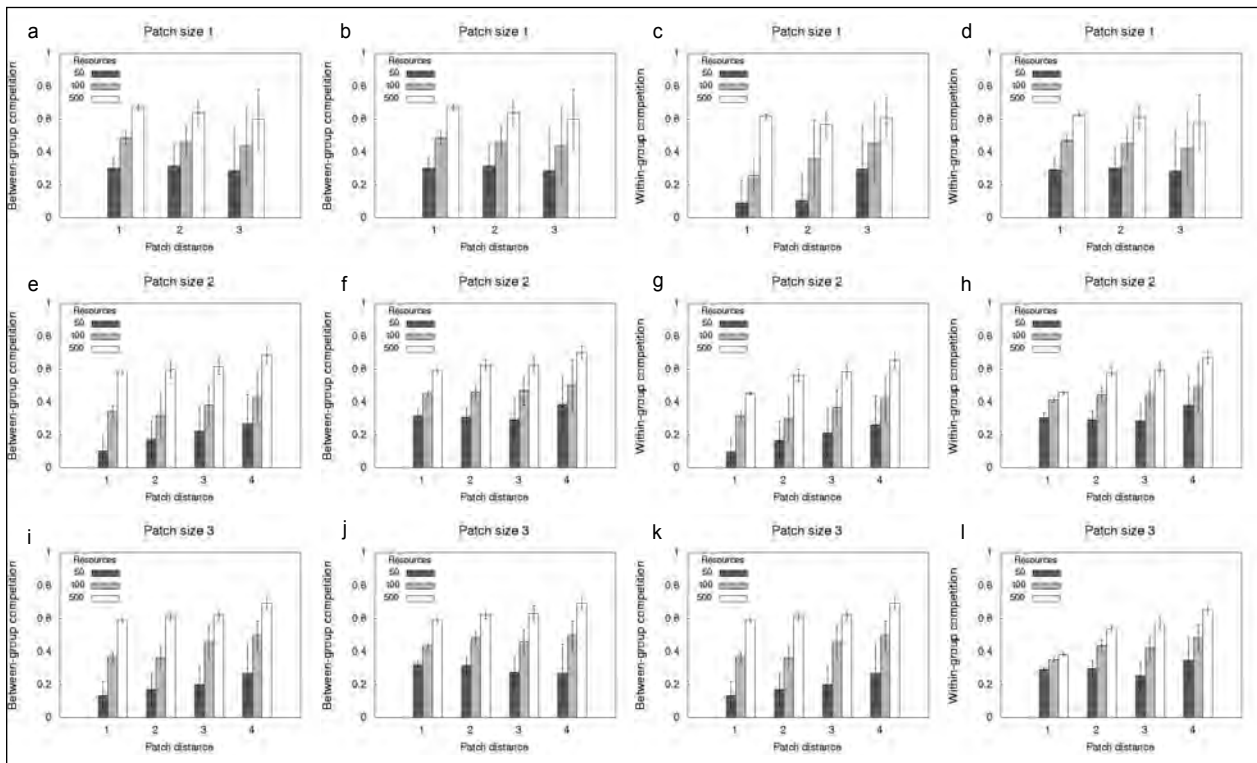 a
Patch size 1
Between-group competition
1
0.8
0.6
0.4
0.2
0
Resources
50
100
500
1 2 3
Patch distance
b
Patch size 1
Between-group competition
1
0.8
0.6
0.4
0.2
0
Resources
50
100
500
1 2 3
Patch distance
c
Patch size 1
Within-group competition
1
0.8
0.6
0.4
0.2
0
Resources
50
100
500
1 2 3
Patch distance
d
Patch size 1
Within-group competition
1
0.8
0.6
0.4
0.2
0
Resources
50
100
500
1 2 3
Patch distance
e
Patch size 2
Between-group competition
1
0.8
0.6
0.4
0.2
0
Resources
50
100
500
1 2 3 4
Patch distance
f
Patch size 2
Between-group competition
1
0.8
0.6
0.4
0.2
0
Resources
50
100
500
1 2 3 4
Patch distance
g
Patch size 2
Within-group competition
1
0.8
0.6
0.4
0.2
0
Resources
50
100
500
1 2 3 4
Patch distance
h
Patch size 2
Within-group competition
1
0.8
0.6
0.4
0.2
0
Resources
50
100
500
1 2 3 4
Patch distance
i
Patch size 3
Between-group competition
1
0.8
0.6
0.4
0.2
0
Resources
50
100
500
1 2 3 4
Patch distance
j
Patch size 3
Between-group competition
1
0.8
0.6
0.4
0.2
0
Resources
50
100
500
1 2 3 4
Patch distance
k
Patch size 3
Between-group competition
1
0.8
0.6
0.4
0.2
0
Resources
50
100
500
1 2 3 4
Patch distance
l
Patch size 3
Within-group competition
1
0.8
0.6
0.4
0.2
0
Resources
50
100
500
1 2 3 4
Patch distance